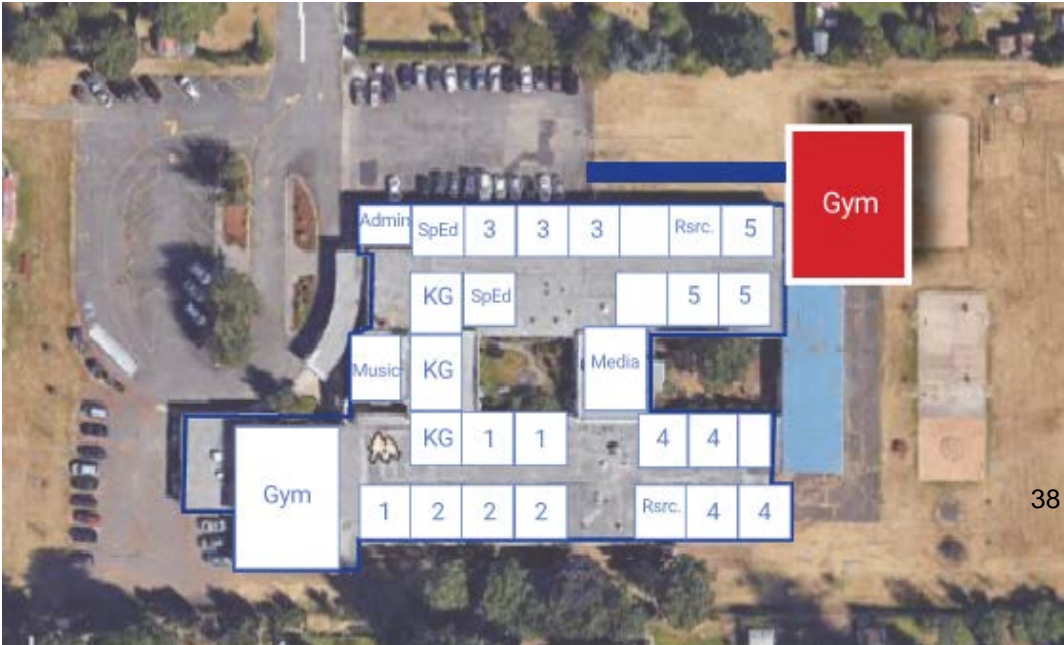 Gym
Admin SpEd 3 3 3 Rsrc. 5
KG SpEd 5 5
Music KG Media
KG 1 1 4 4
Gym 1 2 2 2 Rsrc. 4 4
38